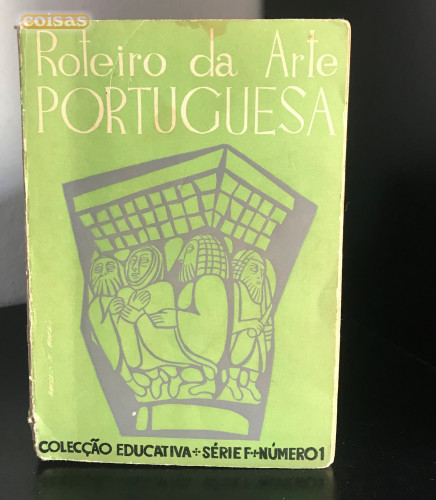 coisas
Roteiro da Arte
PORTUGUESA
COLECÇÃO EDUCATIVA + SÉRIE F + NÚMERO 1